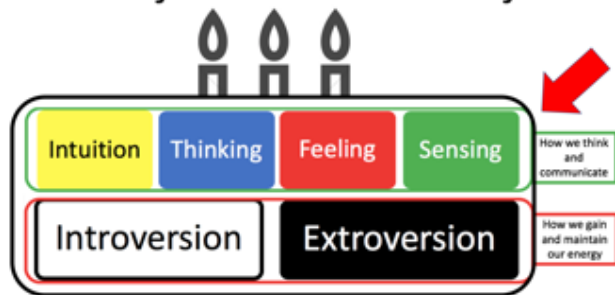 Intuition
Thinking
Feeling
Sensing
How we think
and
communicate
Introversion
Extroversion
How we gain
and maintain
our energy